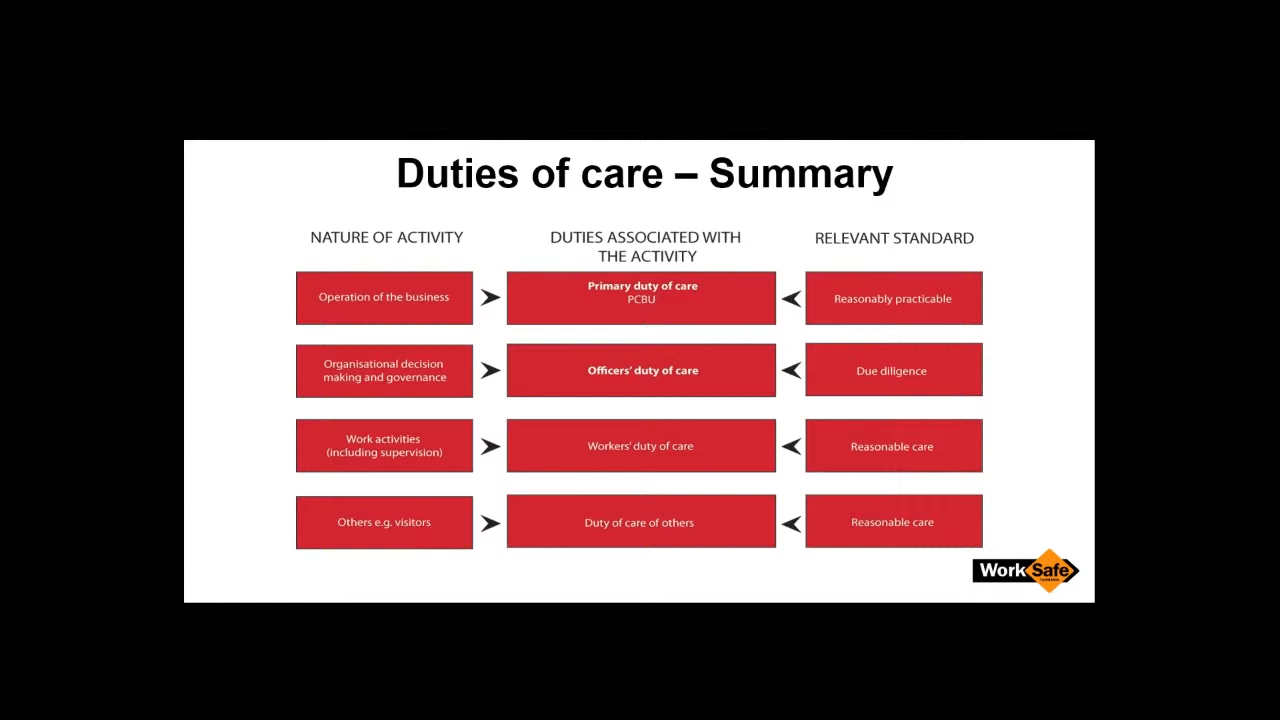 Duties of care – Summary
NATURE OF ACTIVITY
DUTIES ASSOCIATED WITH
THE ACTIVITY
RELEVANT STANDARD
Operation of the business
Primary duty of care
PCBU
Reasonably practicable
Organisational decision
making and governance
Officers' duty of care
Due diligence
Work activities
(including supervision)
Workers' duty of care
Reasonable care
Others e.g. visitors
Duty of care of others
Reasonable care
WorkSafe
TASMANIA